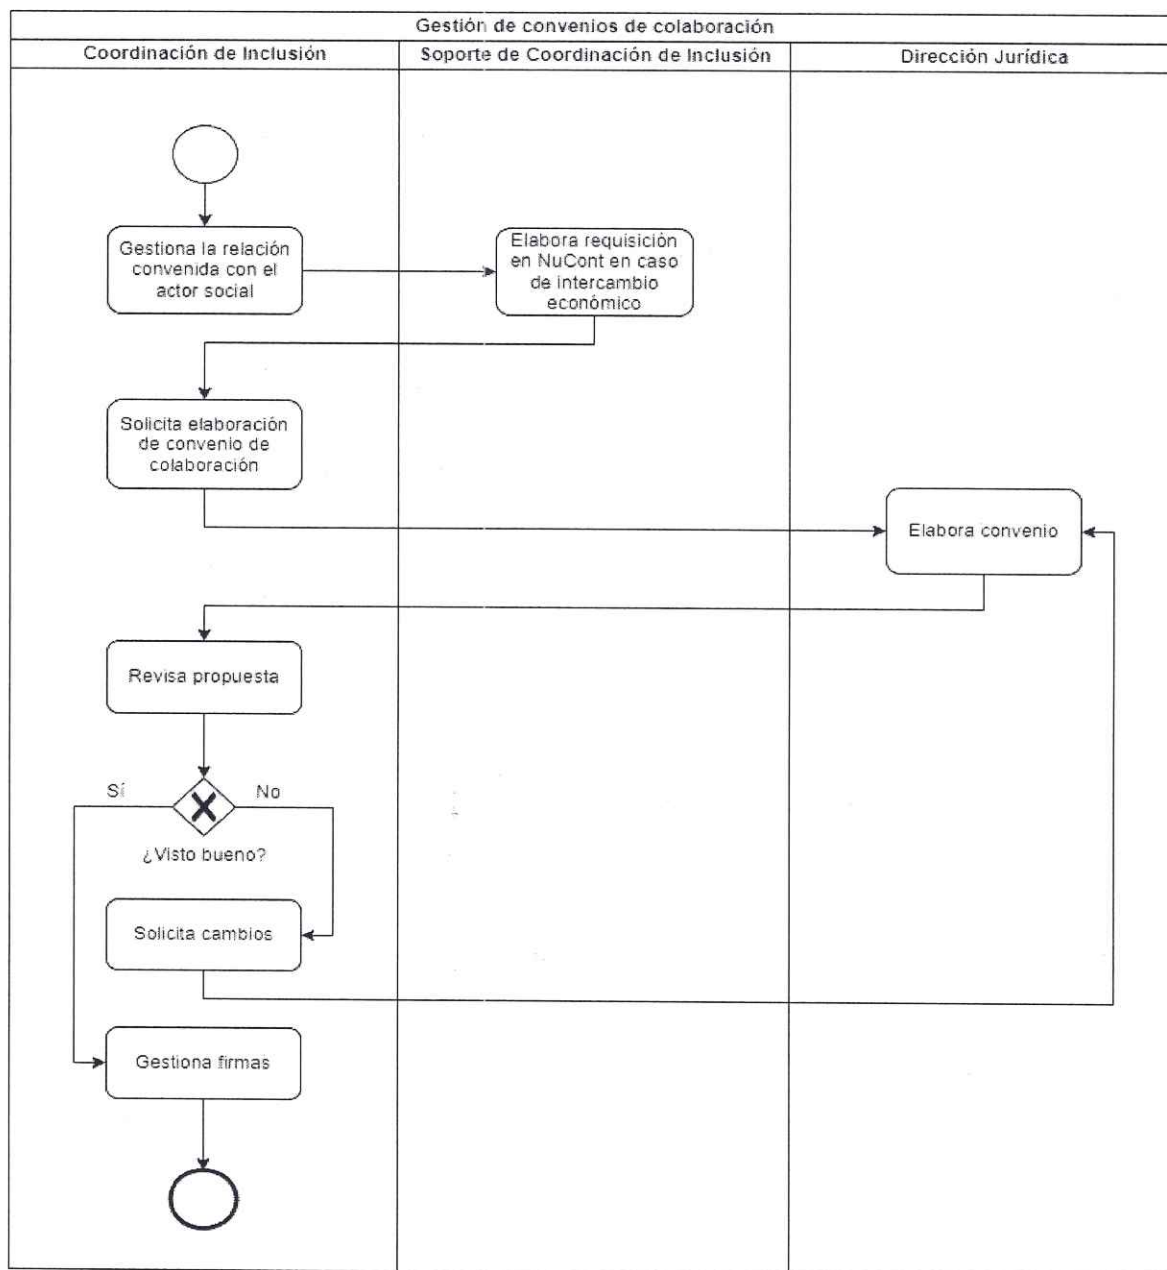 Gestión de convenios de colaboración
Coordinación de Inclusión
Soporte de Coordinación de Inclusión
Dirección Jurídica
Gestiona la relación
convenida con el
actor social
Elabora requisición
en NuCont en caso
de intercambio
económico
Solicita elaboración
de convenio de
colaboración
Elabora convenio
Revisa propuesta
Sí
No
¿Visto bueno?
Solicita cambios
Gestiona firmas